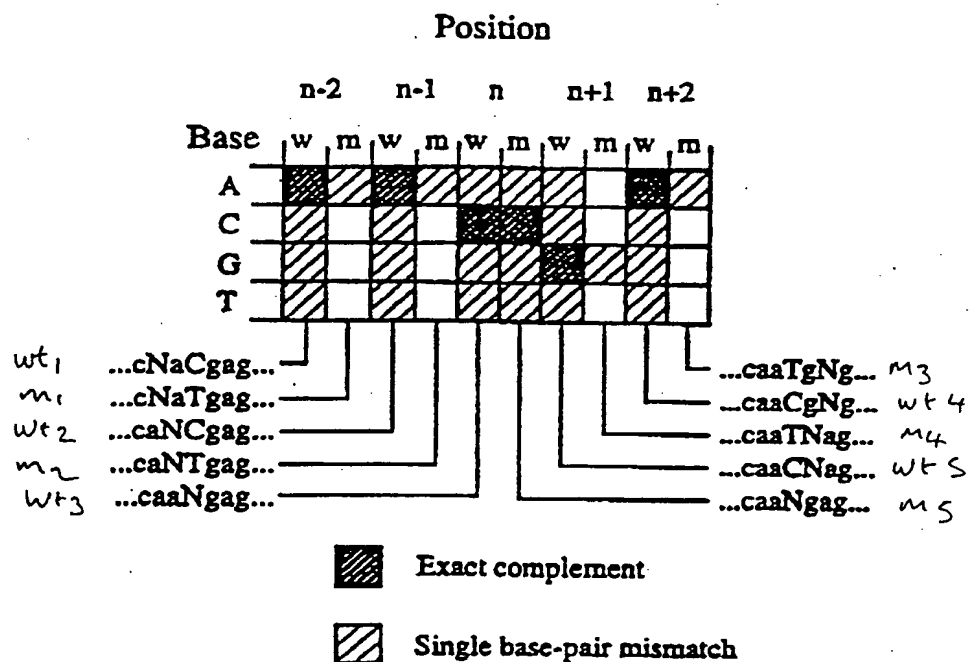 Position
n-2 n-1 n n+1 n+2
Base w m w m w m w m w m
A
C
G
T
wt1 ...cNaCgag...
m1 ...cNaTgag...
wt2 ...caNCgag...
m2 ...caNTgag...
wt3 ...caaNgag...
...caaTgNg... m3
...caaCgNg... wt4
...caaTNag... m4
...caaCNag... wt5
...caaNgag... m5
Exact complement
Single base-pair mismatch